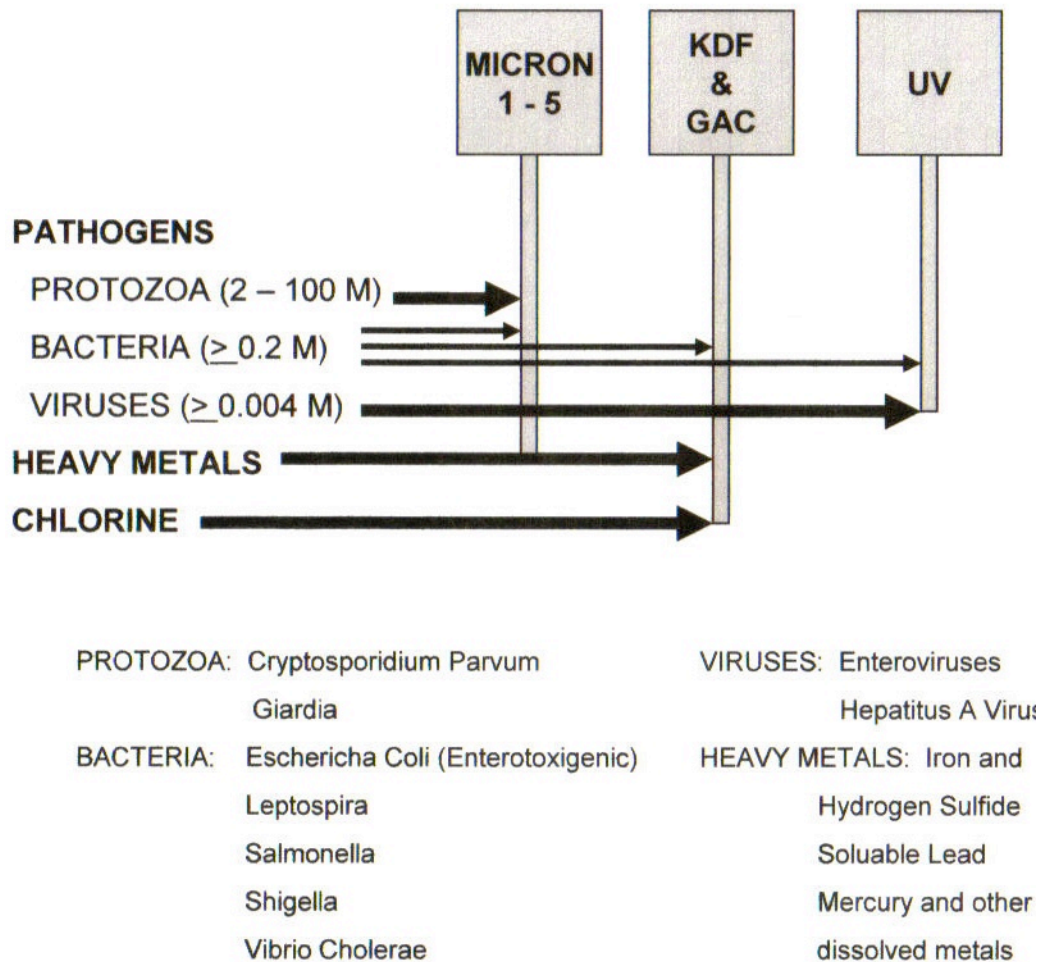 MICRON
1 - 5
KDF
&
GAC
UV
PATHOGENS
PROTOZOA (2 – 100 M)
BACTERIA (≥ 0.2 M)
VIRUSES (≥ 0.004 M)
HEAVY METALS
CHLORINE
PROTOZOA: Cryptosporidium Parvum
Giardia
BACTERIA: Eschericha Coli (Enterotoxigenic)
Leptospira
Salmonella
Shigella
Vibrio Cholerae
VIRUSES: Enteroviruses
Hepatitus A Virus
HEAVY METALS: Iron and
Hydrogen Sulfide
Soluable Lead
Mercury and other
dissolved metals